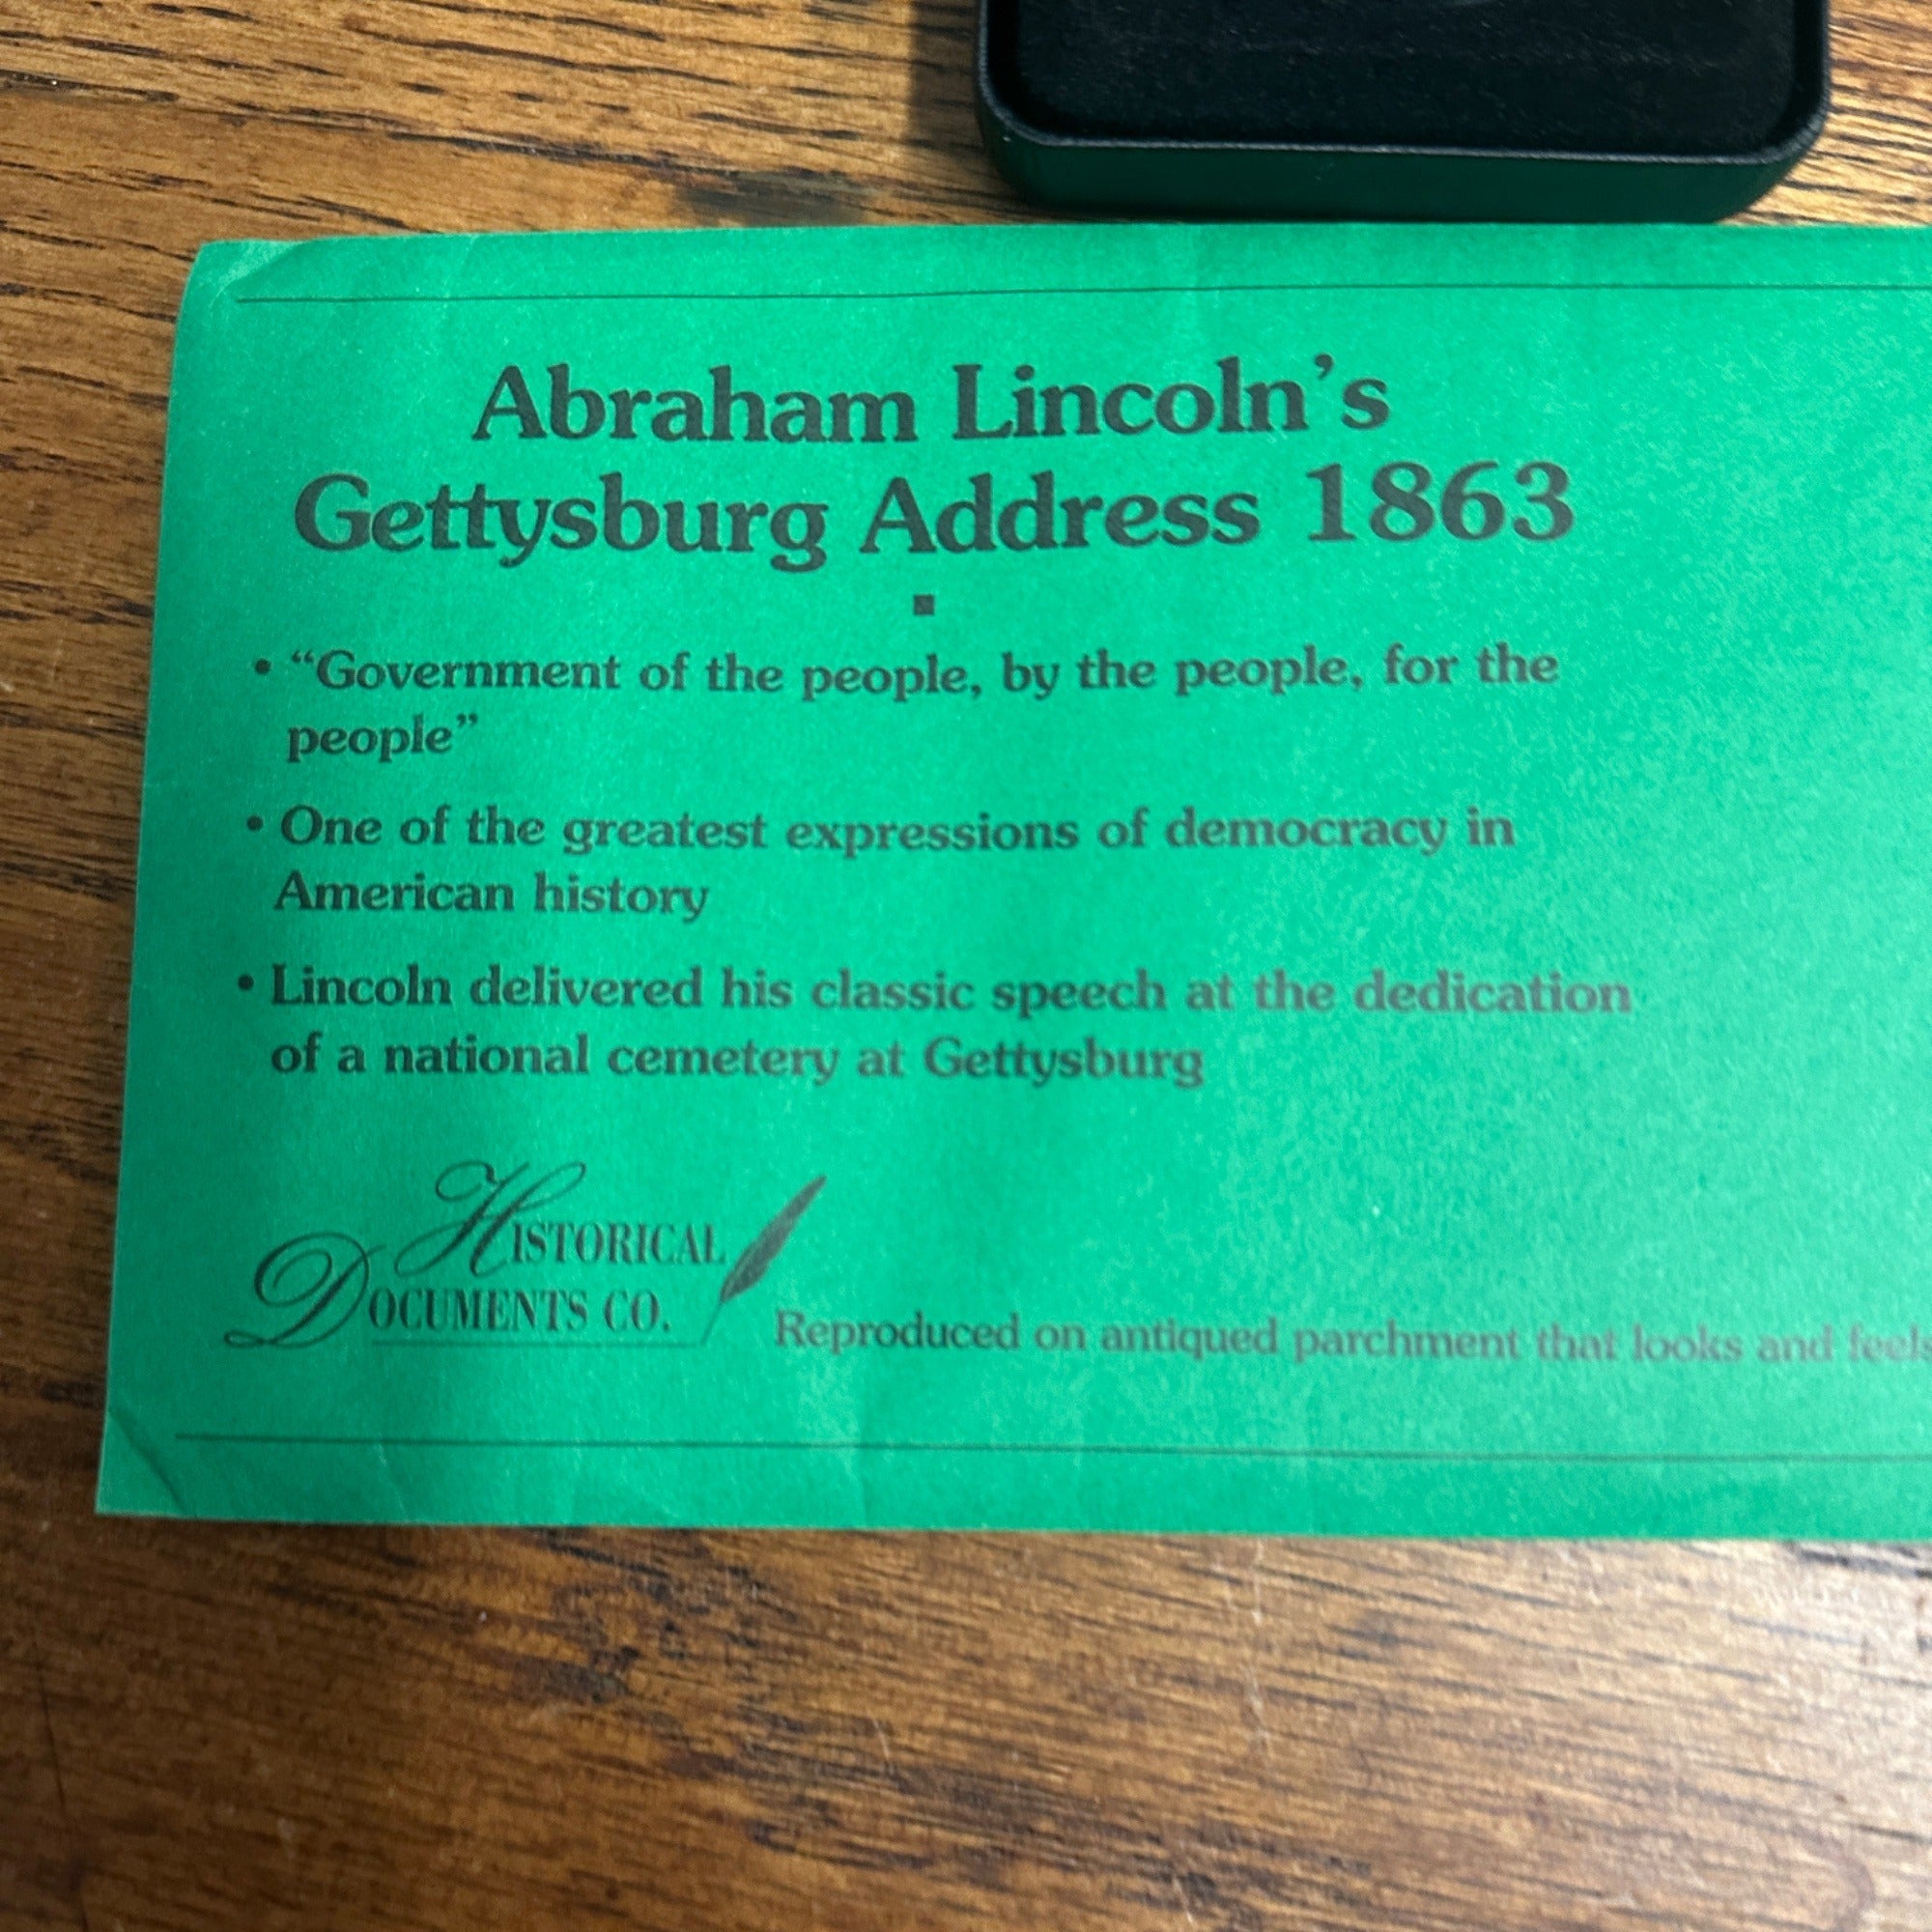 Abraham Lincoln's
Gettysburg Address 1863
• “Government of the people, by the people, for the
people”
• One of the greatest expressions of democracy in
American history
• Lincoln delivered his classic speech at the dedication
of a national cemetery at Gettysburg
HISTORICAL
DOCUMENTS CO.
Reproduced on antiqued parchment that looks and feels